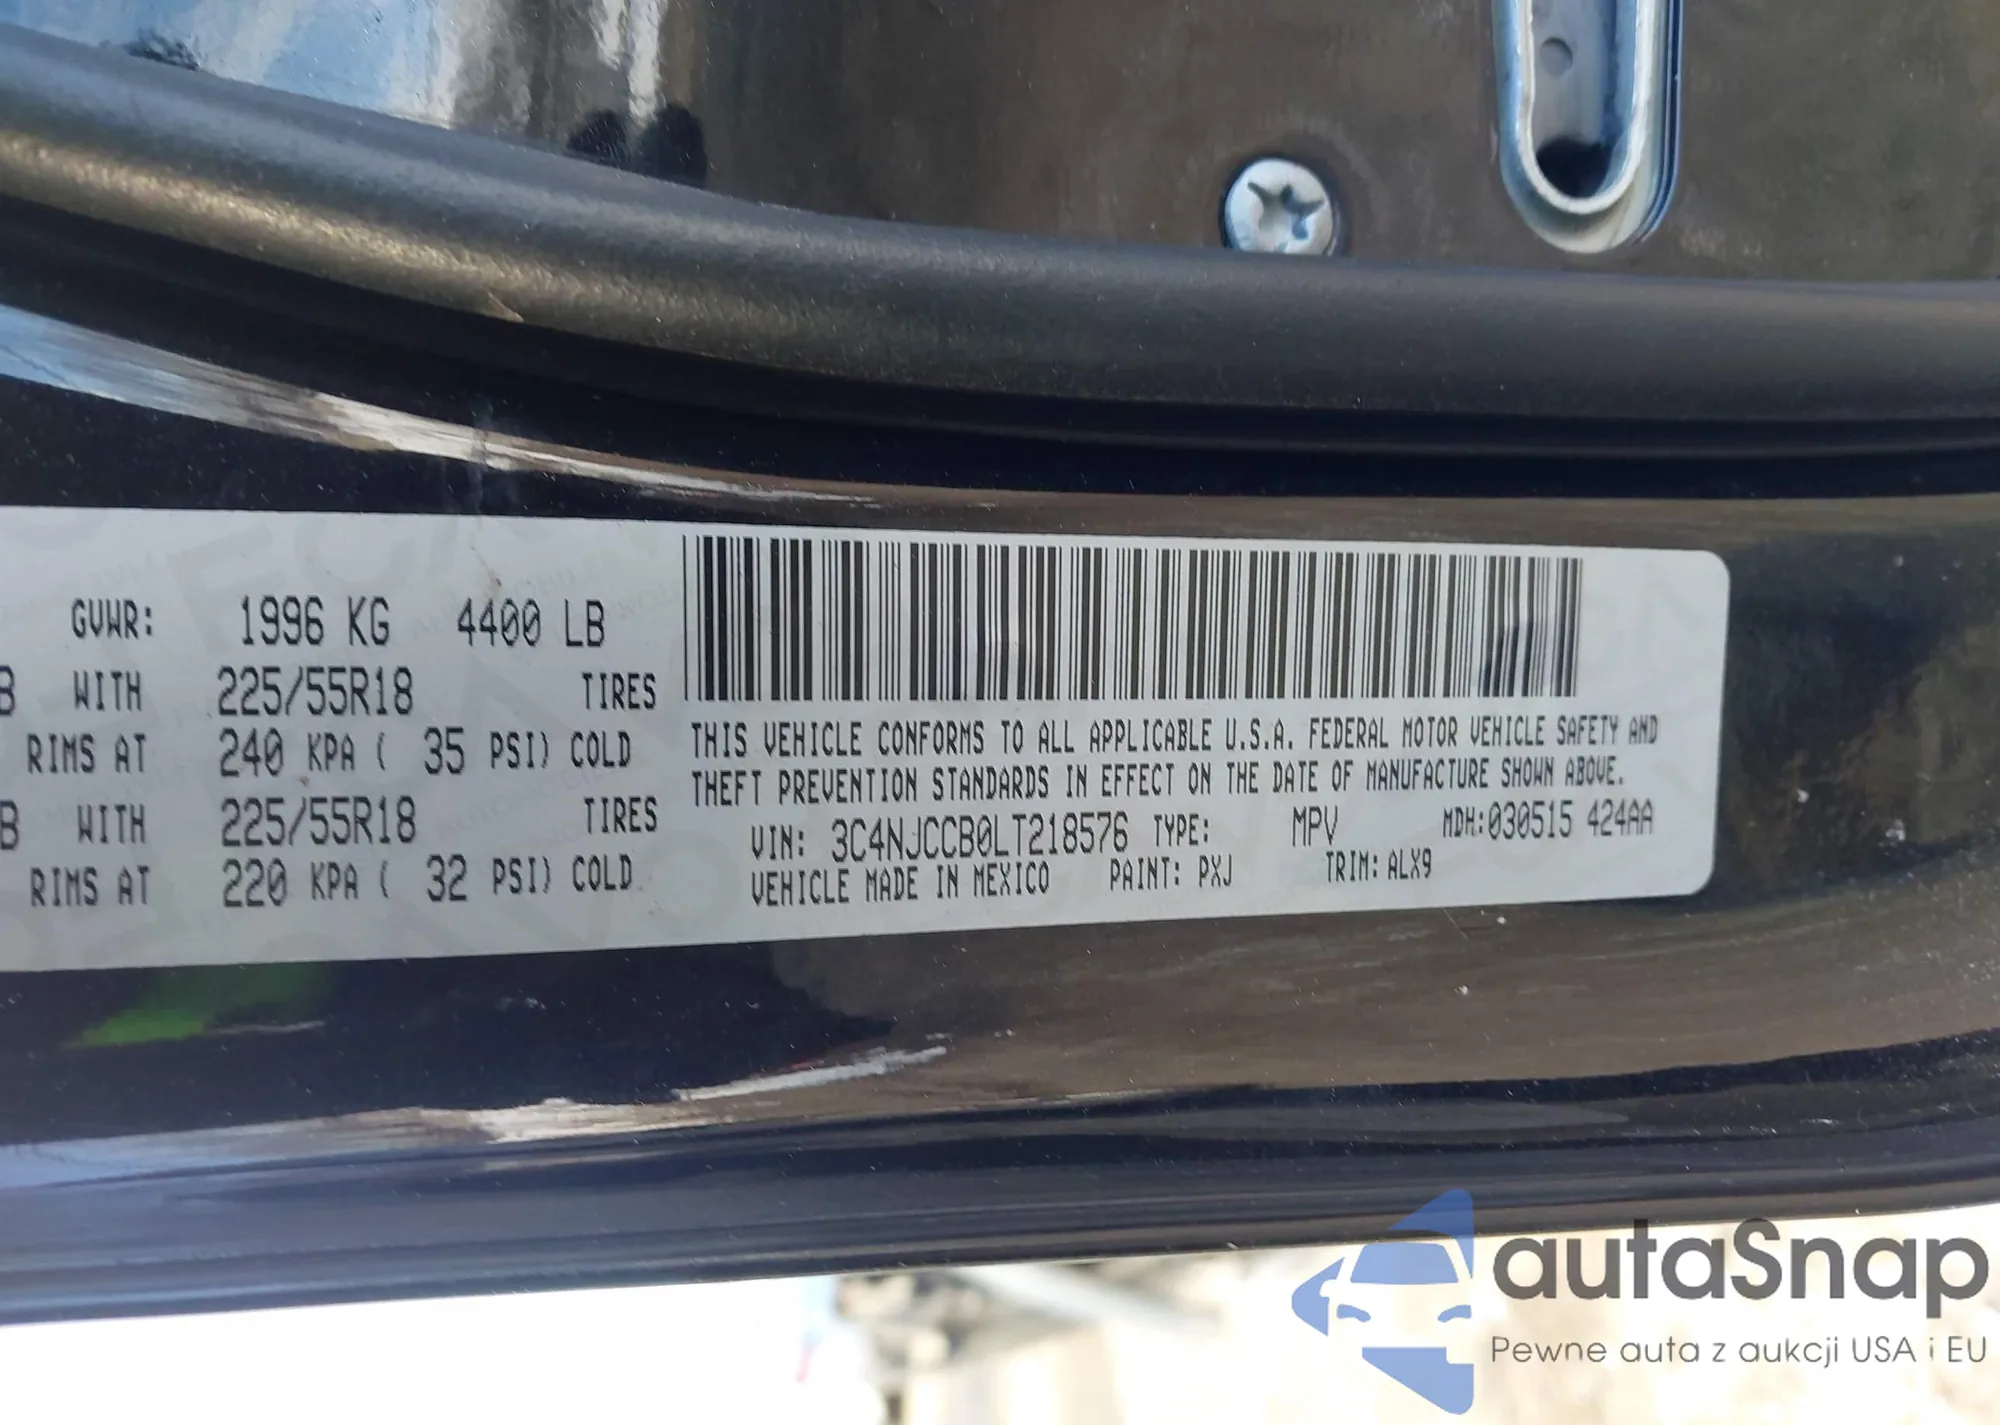 GVWR: 1996 KG 4400 LB
B WITH 225/55R18 TIRES
RIMS AT 240 KPA ( 35 PSI) COLD
B WITH 225/55R18 TIRES
RIMS AT 220 KPA ( 32 PSI) COLD
THIS VEHICLE CONFORMS TO ALL APPLICABLE U.S.A. FEDERAL MOTOR VEHICLE SAFETY AND
THEFT PREVENTION STANDARDS IN EFFECT ON THE DATE OF MANUFACTURE SHOWN ABOVE.
VIN: 3C4NJCCB0LT218576 TYPE: MPV MDH:030515 424AA
VEHICLE MADE IN MEXICO PAINT: PXJ TRIM: ALX9
autaSnap
Pewne auta z aukcji USA i EU